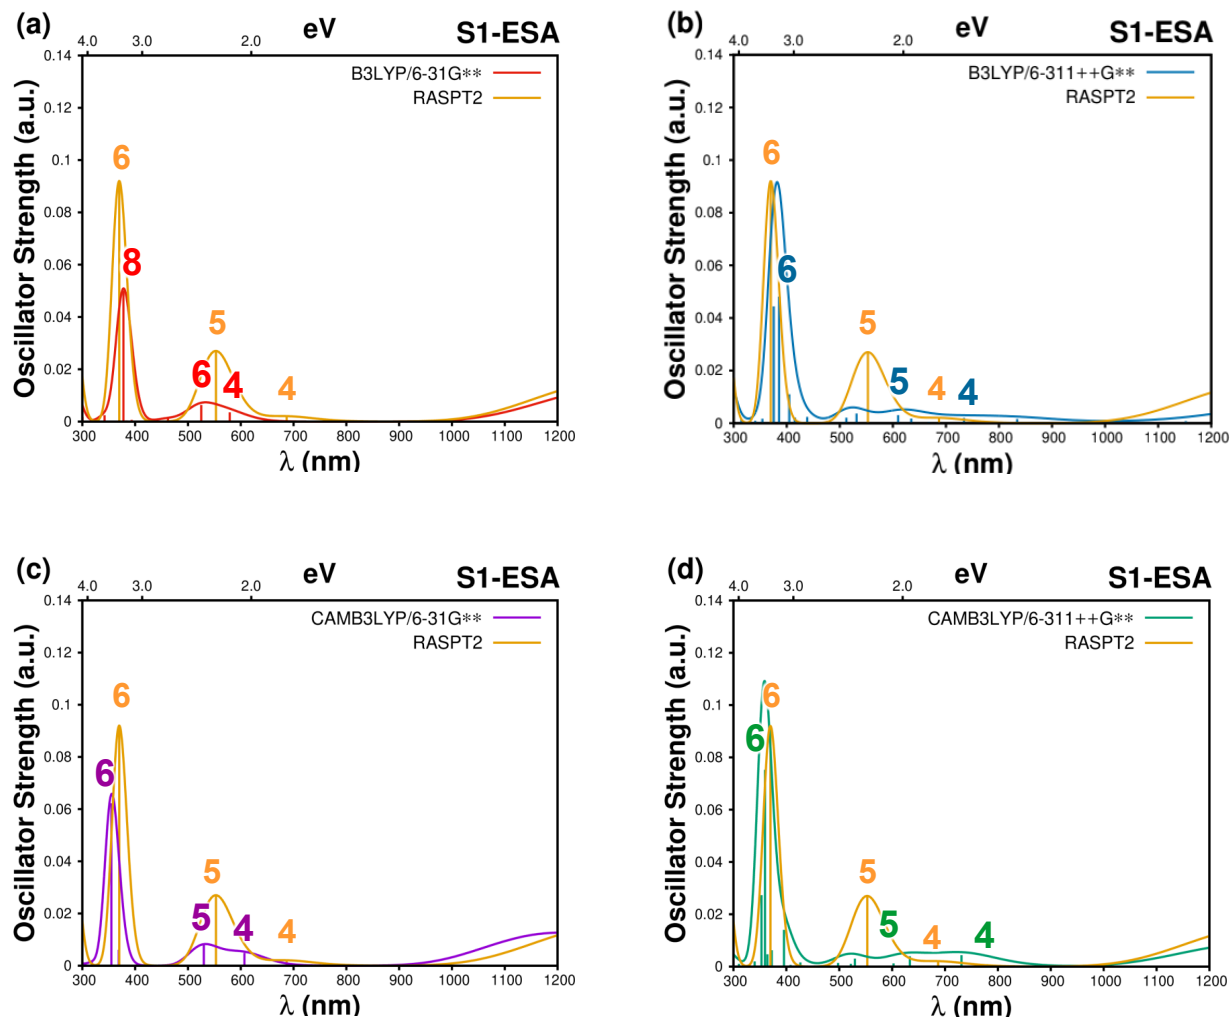 (a) eV S1-ESA
4.0 3.0 2.0
0.14
B3LYP/6-31G**
RASPT2
Oscillator Strength (a.u.)
0.12
0.1
0.08
0.06
0.04
0.02
0
6
8
5
6
4
4
300 400 500 600 700 800 900 1000 1100 1200
λ (nm)
(b) eV S1-ESA
4.0 3.0 2.0
0.14
B3LYP/6-311++G**
RASPT2
Oscillator Strength (a.u.)
0.12
0.1
0.08
0.06
0.04
0.02
0
6
6
5
5
4
4
300 400 500 600 700 800 900 1000 1100 1200
λ (nm)
(c) eV S1-ESA
4.0 3.0 2.0
0.14
CAMB3LYP/6-31G**
RASPT2
Oscillator Strength (a.u.)
0.12
0.1
0.08
0.06
0.04
0.02
0
6
6
5
5
4
4
300 400 500 600 700 800 900 1000 1100 1200
λ (nm)
(d) eV S1-ESA
4.0 3.0 2.0
0.14
CAMB3LYP/6-311++G**
RASPT2
Oscillator Strength (a.u.)
0.12
0.1
0.08
0.06
0.04
0.02
0
6
6
5
5
4
4
300 400 500 600 700 800 900 1000 1100 1200
λ (nm)